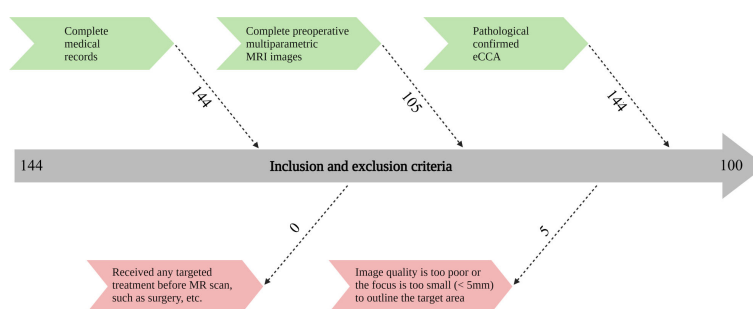 Complete
medical
records
Complete preoperative
multiparametric
MRI images
Pathological
confirmed
eCCA
144
105
144
144
Inclusion and exclusion criteria
100
0
5
Received any targeted
treatment before MR scan,
such as surgery, etc.
Image quality is too poor or
the focus is too small (< 5mm)
to outline the target area